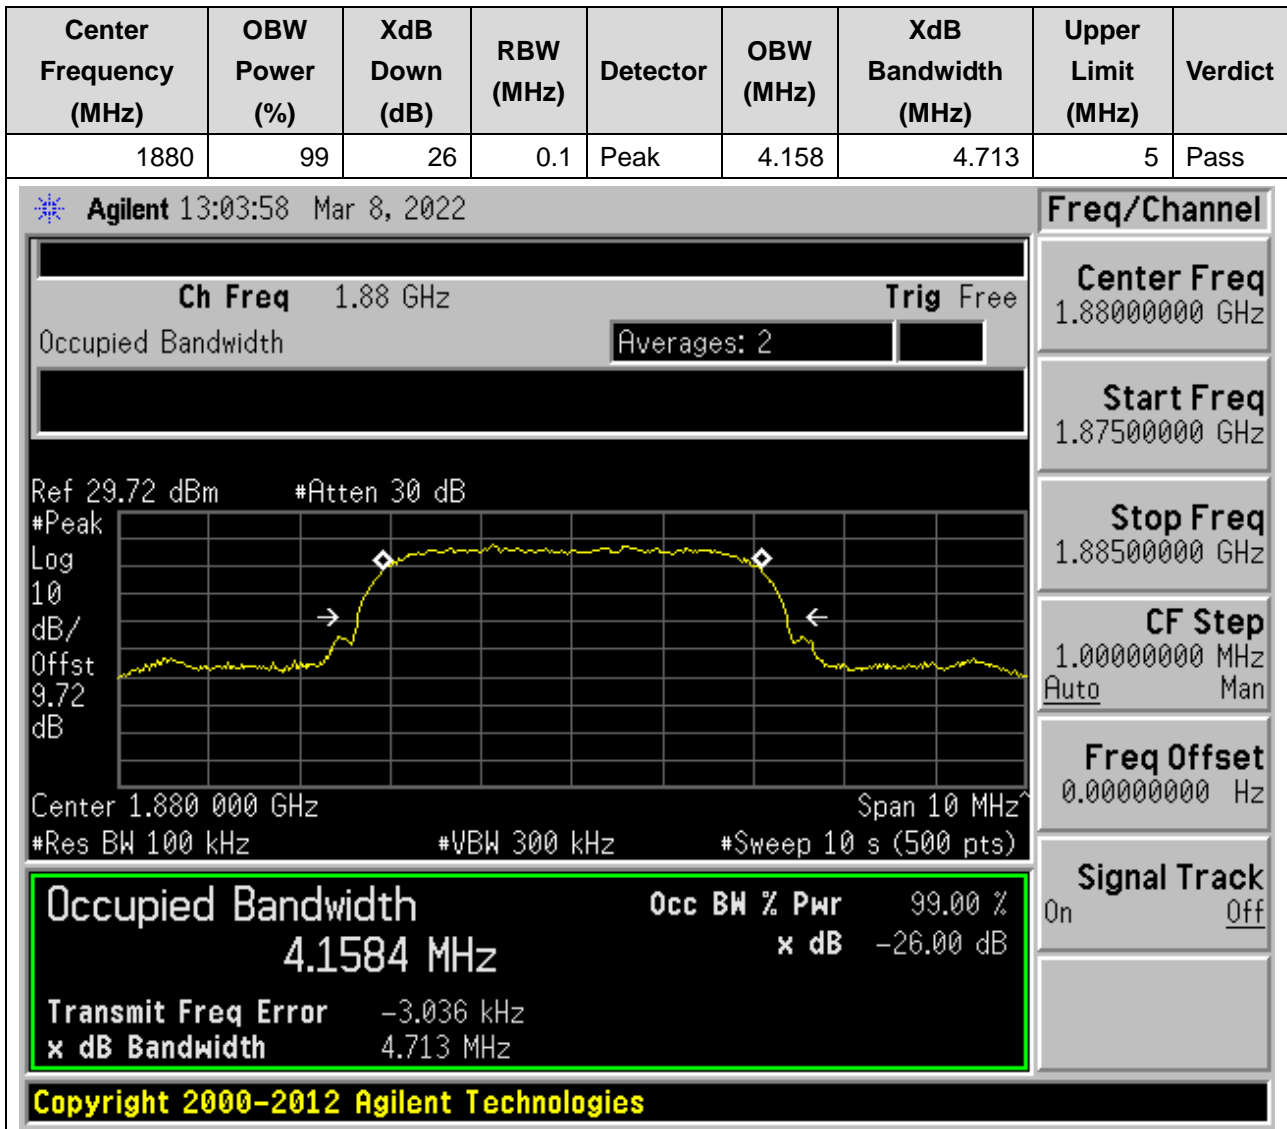 Center Frequency (MHz) OBW Power (%) XdB Down (dB) RBW (MHz) Detector OBW (MHz) XdB Bandwidth (MHz) Upper Limit (MHz) Verdict
1880 99 26 0.1 Peak 4.158 4.713 5 Pass
Agilent 13:03:58 Mar 8, 2022
Freq/Channel
Ch Freq 1.88 GHz Trig Free
Occupied Bandwidth Averages: 2
Center Freq
1.88000000 GHz
Start Freq
1.87500000 GHz
Stop Freq
1.88500000 GHz
CF Step
1.00000000 MHz
Auto Man
Freq Offset
0.00000000 Hz
Signal Track
On Off
Ref 29.72 dBm #Atten 30 dB
#Peak
Log
10
dB/
Offst
9.72
dB
Center 1.880 000 GHz Span 10 MHz^
#Res BW 100 kHz #VBW 300 kHz #Sweep 10 s (500 pts)
Occupied Bandwidth Occ BW % Pwr 99.00 %
4.1584 MHz x dB -26.00 dB
Transmit Freq Error -3.036 kHz
x dB Bandwidth 4.713 MHz
Copyright 2000-2012 Agilent Technologies